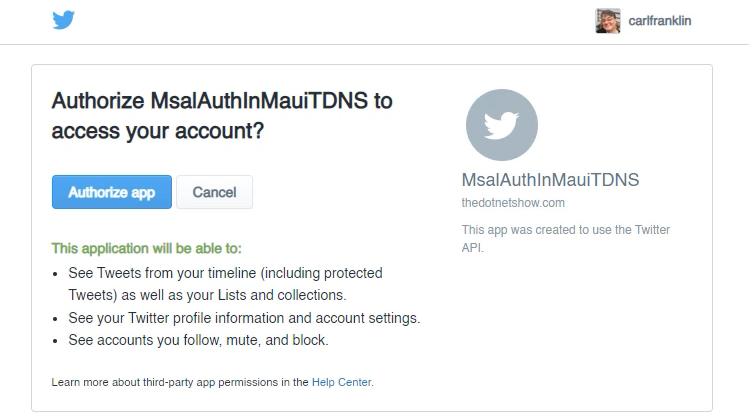 carlfranklin
Authorize MsalAuthInMauiTDNS to
access your account?
Authorize app
Cancel
This application will be able to:
• See Tweets from your timeline (including protected
Tweets) as well as your Lists and collections.
• See your Twitter profile information and account settings.
• See accounts you follow, mute, and block.
Learn more about third-party app permissions in the Help Center.
MsalAuthInMauiTDNS
thedotnetshow.com
This app was created to use the Twitter
API.